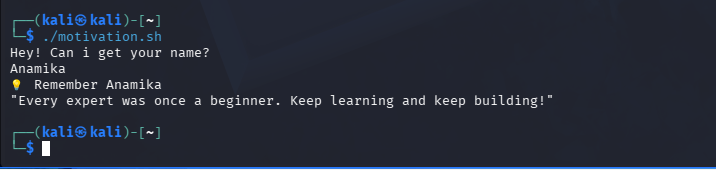 ┌──(kali㉿kali)-[~]
└─$ ./motivation.sh
Hey! Can i get your name?
Anamika
💡 Remember Anamika
"Every expert was once a beginner. Keep learning and keep building!"
┌──(kali㉿kali)-[~]
└─$